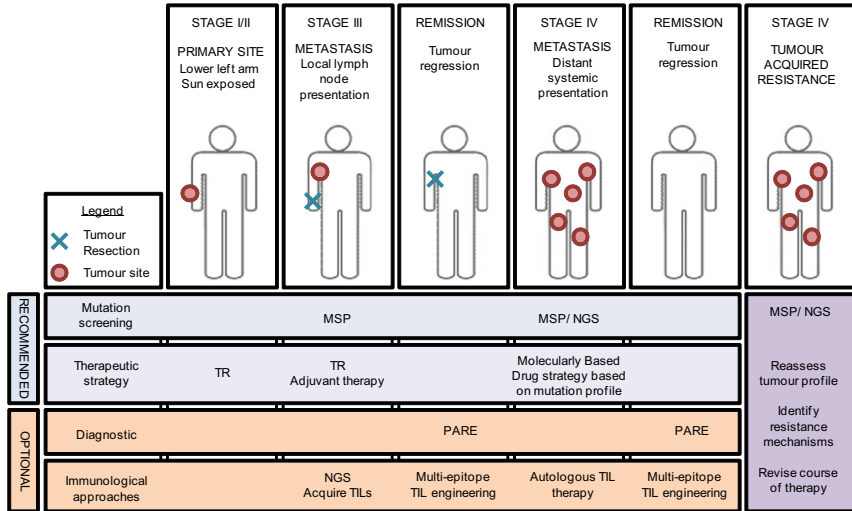 STAGE I/II
PRIMARY SITE
Lower left arm
Sun exposed
STAGE III
METASTASIS
Local lymph
node
presentation
REMISSION
Tumour
regression
STAGE IV
METASTASIS
Distant
systemic
presentation
REMISSION
Tumour
regression
STAGE IV
TUMOUR
ACQUIRED
RESISTANCE
Legend
Tumour
Resection
Tumour site
RECOMMENDED
Mutation
screening
MSP
MSP/ NGS
Therapeutic
strategy
TR
TR
Adjuvant therapy
Molecularly Based
Drug strategy based
on mutation profile
OPTIONAL
Diagnostic
PARE
PARE
Immunological
approaches
NGS
Acquire TILs
Multi-epitope
TIL engineering
Autologous TIL
therapy
Multi-epitope
TIL engineering
MSP/ NGS
Reassess
tumour profile
Identify
resistance
mechanisms
Revise course
of therapy